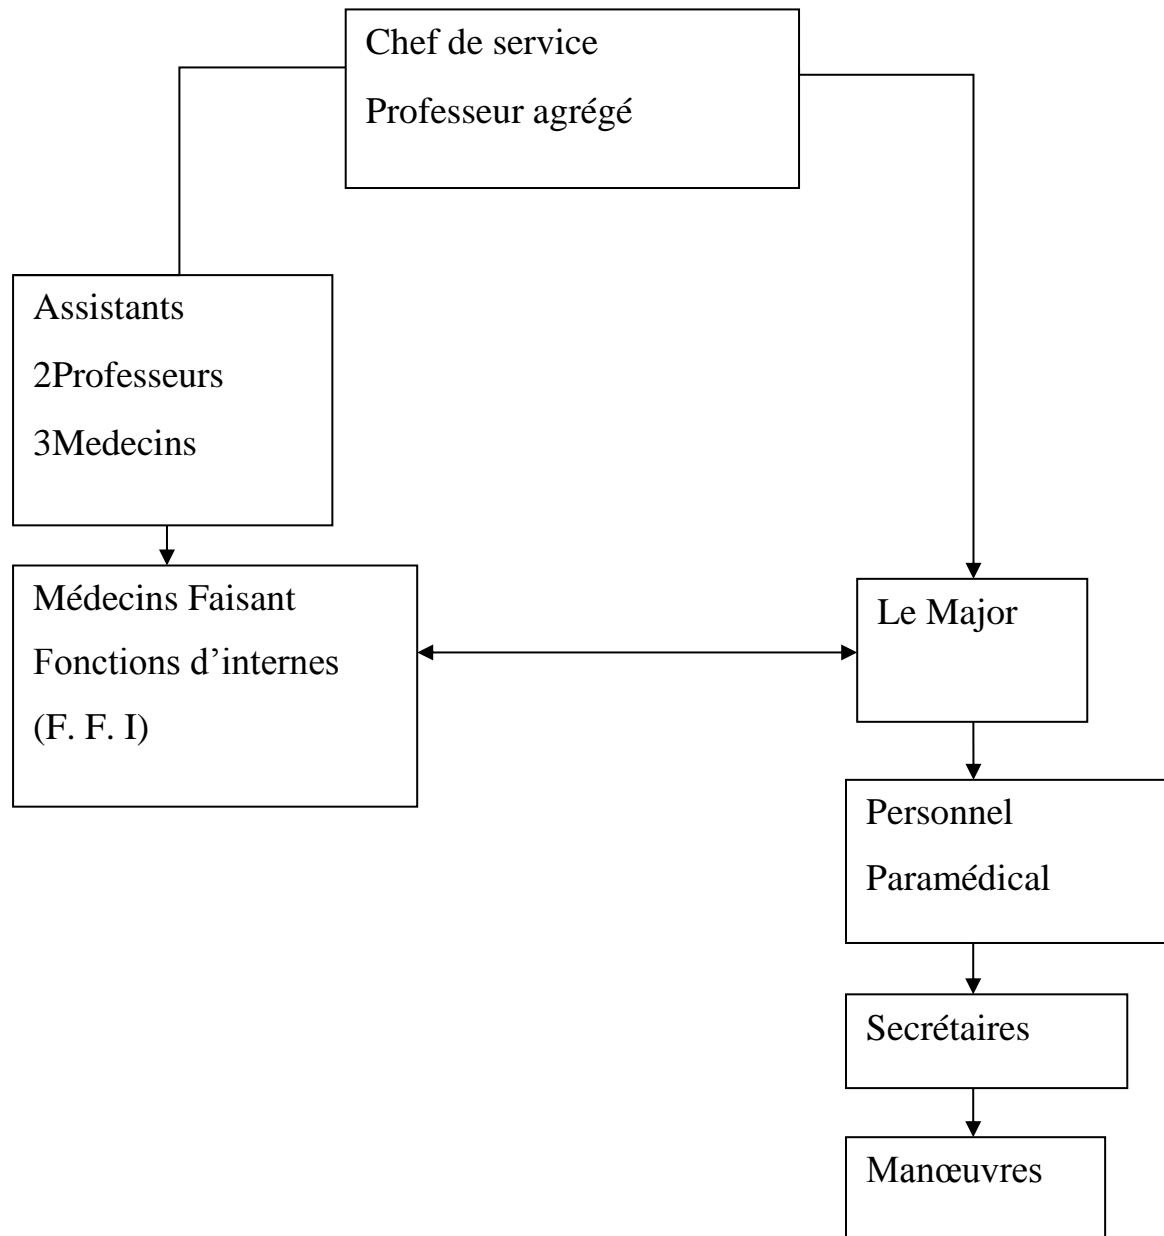 Chef de service
Professeur agrégé
Assistants
2Professeurs
3Medecins
Médecins Faisant
Fonctions d’internes
(F. F. I)
Le Major
Personnel
Paramédical
Secrétaires
Manœuvres